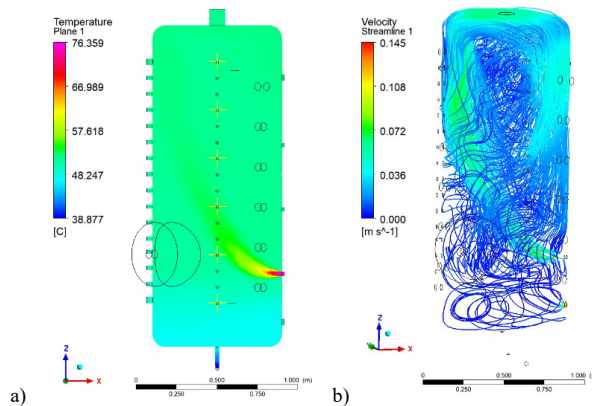 Temperature
Plane 1
76.359
66.989
57.618
48.247
38.877
[C]
Z
X
0
0.500
1.000 (m)
0.250
0.750
a)
Velocity
Streamline 1
0.145
0.108
0.072
0.036
0.000
[m s^-1]
Z
X
0
0.500
1.000
0.250
0.750
b)